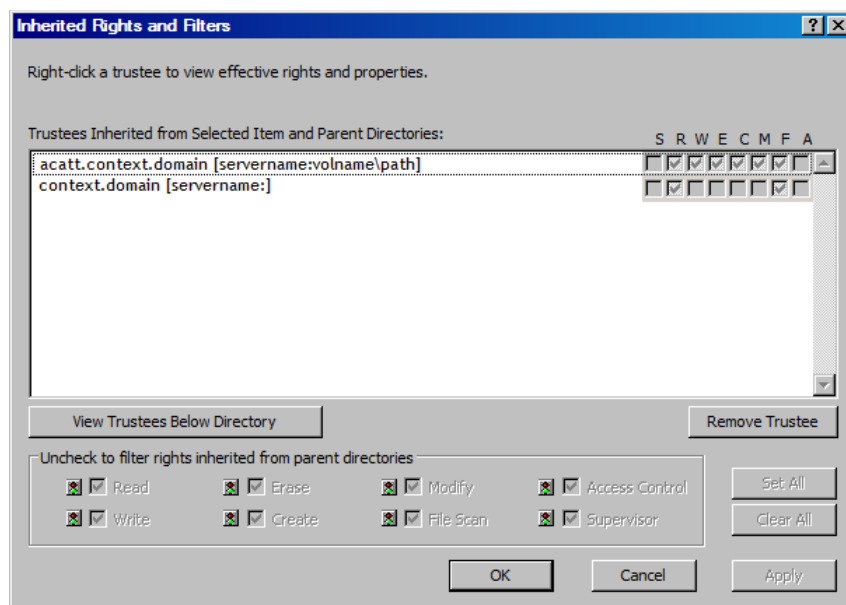 Inherited Rights and Filters
Right-click a trustee to view effective rights and properties.
Trustees Inherited from Selected Item and Parent Directories:
S R W E C M F A
acatt.context.domain [servername:volname\path]
context.domain [servername:]
View Trustees Below Directory
Remove Trustee
Uncheck to filter rights inherited from parent directories
Read Erase Modify Access Control
Set All
Write Create File Scan Supervisor
Clear All
OK Cancel Apply